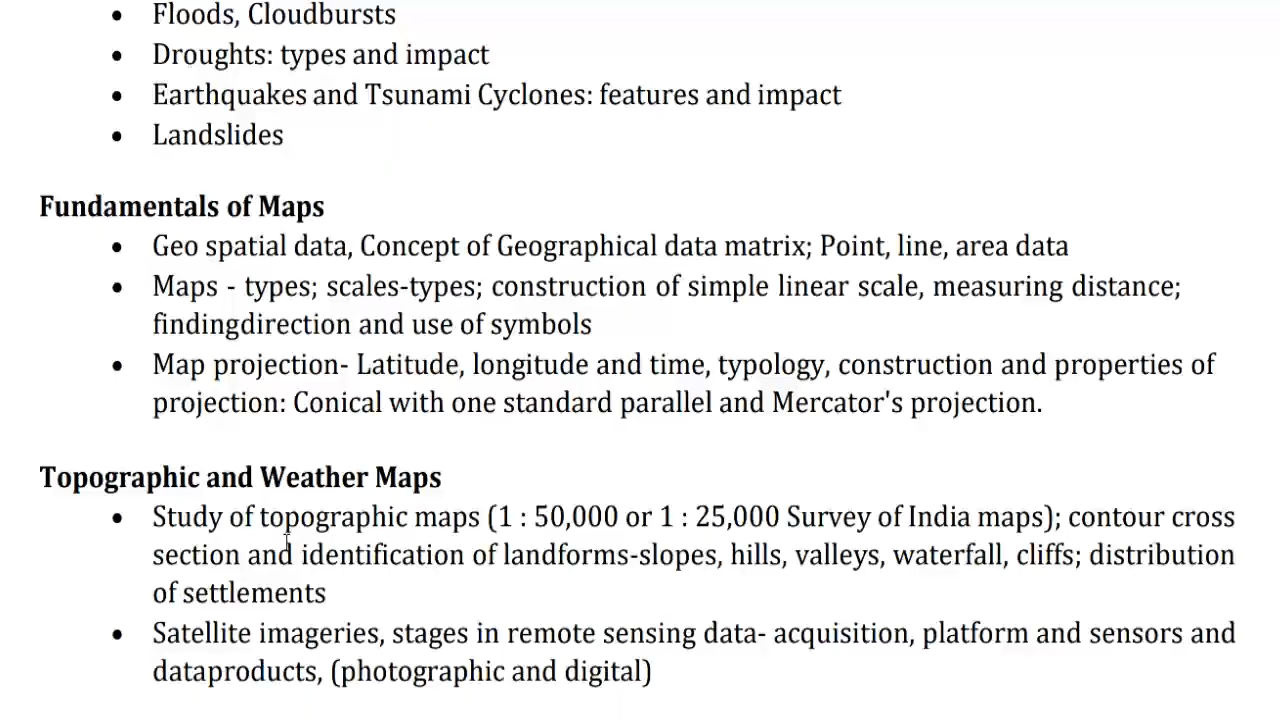 • Floods, Cloudbursts
• Droughts: types and impact
• Earthquakes and Tsunami Cyclones: features and impact
• Landslides
Fundamentals of Maps
• Geo spatial data, Concept of Geographical data matrix; Point, line, area data
• Maps - types; scales-types; construction of simple linear scale, measuring distance;
findingdirection and use of symbols
• Map projection- Latitude, longitude and time, typology, construction and properties of
projection: Conical with one standard parallel and Mercator's projection.
Topographic and Weather Maps
• Study of topographic maps (1 : 50,000 or 1 : 25,000 Survey of India maps); contour cross
section and identification of landforms-slopes, hills, valleys, waterfall, cliffs; distribution
of settlements
• Satellite imageries, stages in remote sensing data- acquisition, platform and sensors and
dataproducts, (photographic and digital)